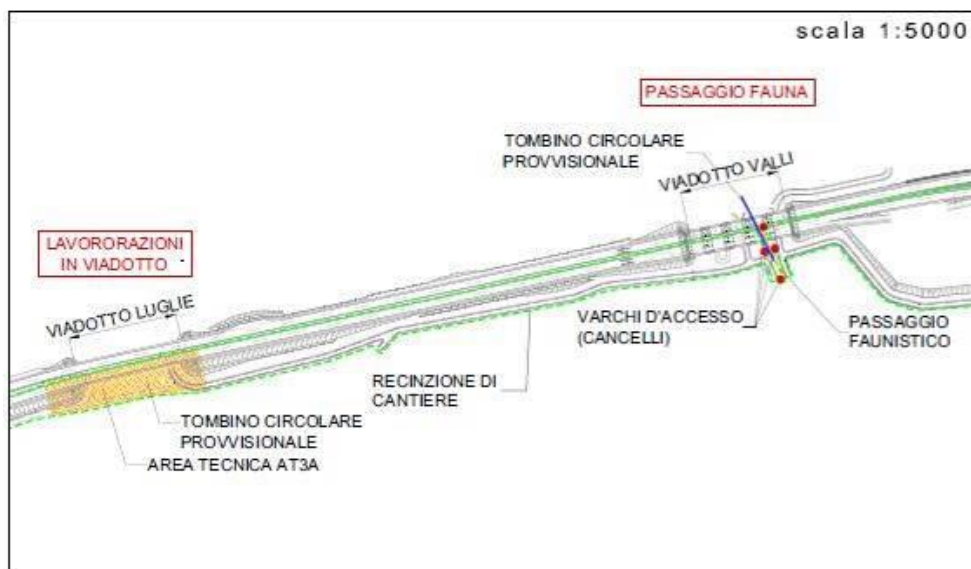 scala 1:5000
PASSAGGIO FAUNA
TOMBINO CIRCOLARE
PROVVISIONALE
VIADOTTO VALLI
LAVORORAZIONI
IN VIADOTTO
VIADOTTO LUGLIE
VARCHI D'ACCESSO
(CANCELLI)
PASSAGGIO
FAUNISTICO
RECINZIONE DI
CANTIERE
TOMBINO CIRCOLARE
PROVVISIONALE
AREA TECNICA AT3A